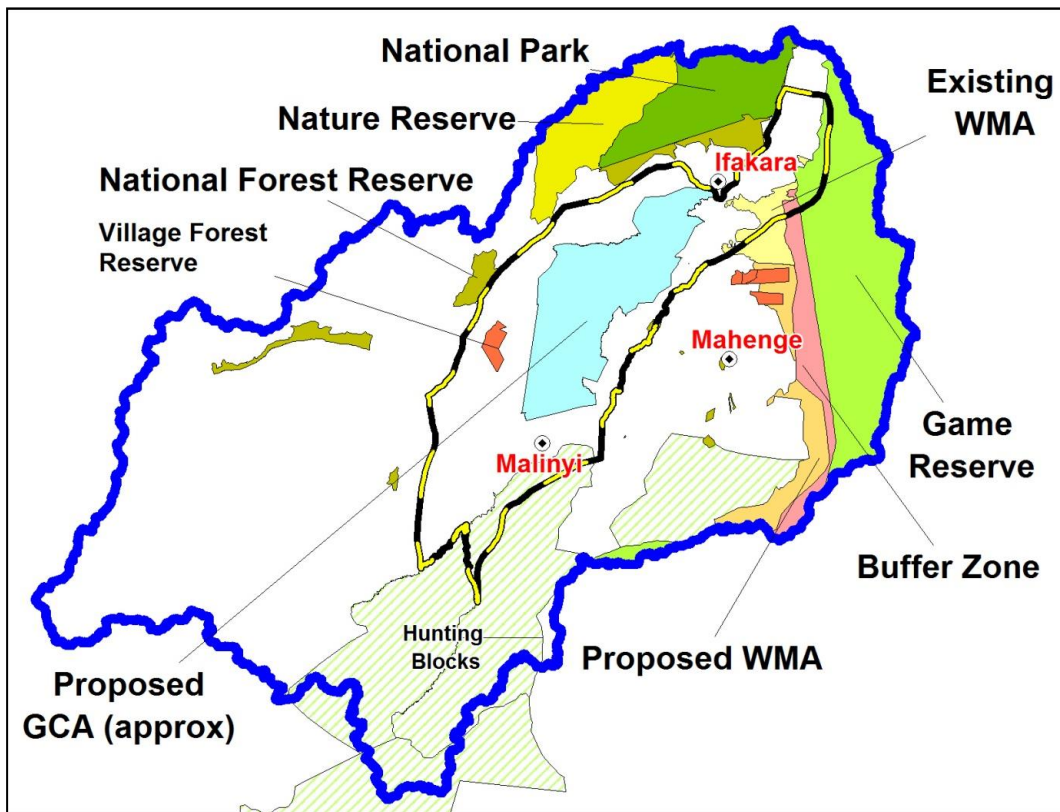 National Park
Nature Reserve
Existing
WMA
Ifakara
National Forest Reserve
Village Forest
Reserve
Mahenge
Game
Reserve
Malinyi
Buffer Zone
Hunting
Blocks
Proposed WMA
Proposed
GCA (approx)